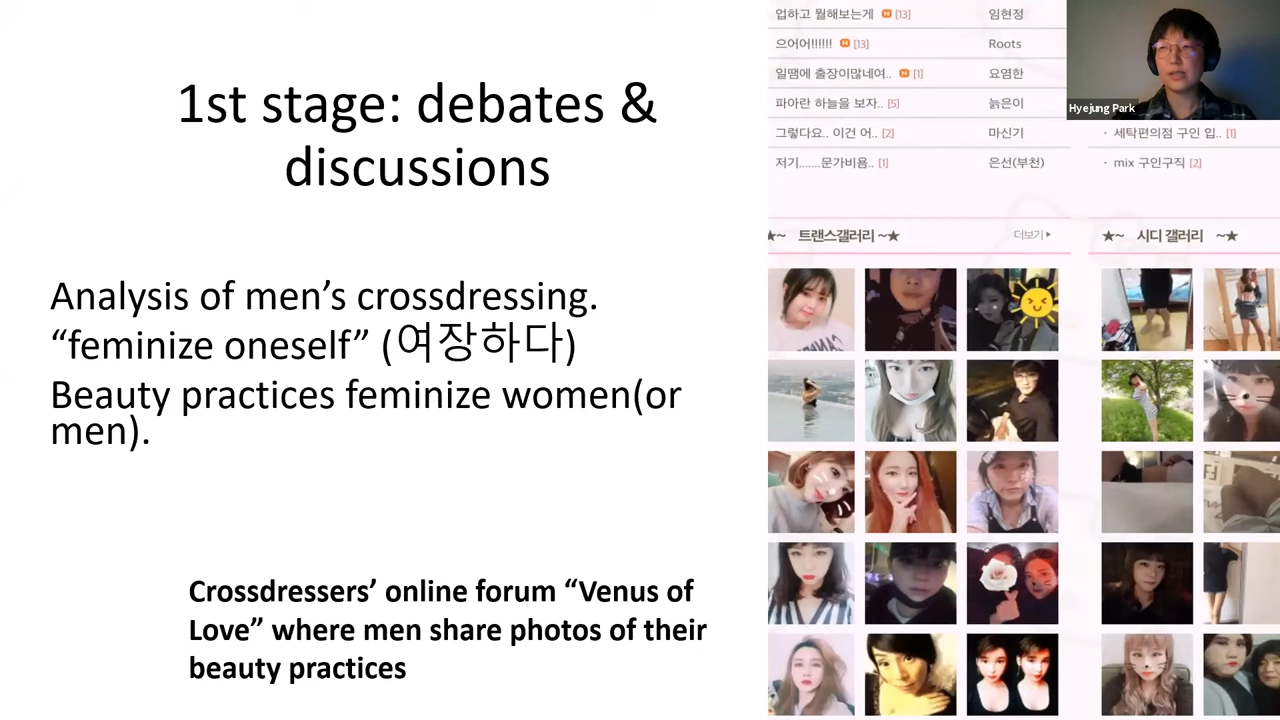 1st stage: debates &
discussions
Analysis of men’s crossdressing.
“feminize oneself” (여장하다)
Beauty practices feminize women(or
men).
Crossdressers’ online forum “Venus of
Love” where men share photos of their
beauty practices
업하고 뭘해보는게 N [13] 임현정
으어어!!!!!! N [13] Roots
일땜에 출장이많네여.. N [1] 요염한
파아란 하늘을 보자.. [5] 늙은이
그렇다요.. 이건 어.. [2] 마신기
저기.......문가비욤.. [1] 은선(부천)
Hyejung Park
· 세탁편의점 구인 입.. [1]
· mix 구인구직 [2]
★~ 트랜스갤러리 ~★ 더보기 ▸
★~ 시디 갤러리 ~★